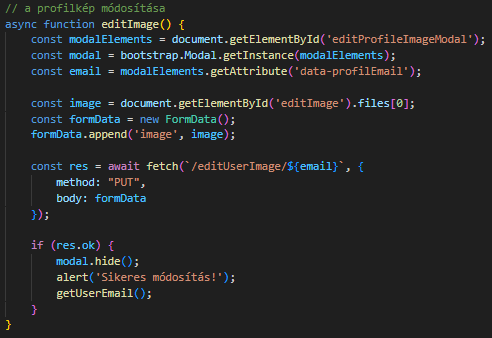 // a profilkép módosítása
async function editImage() {
    const modalElements = document.getElementById('editProfileImageModal');
    const modal = bootstrap.Modal.getInstance(modalElements);
    const email = modalElements.getAttribute('data-profilEmail');

    const image = document.getElementById('editImage').files[0];
    const formData = new FormData();
    formData.append('image', image);

    const res = await fetch(`/editUserImage/${email}`, {
        method: "PUT",
        body: formData
    });

    if (res.ok) {
        modal.hide();
        alert('Sikeres módosítás!');
        getUserEmail();
    }
}